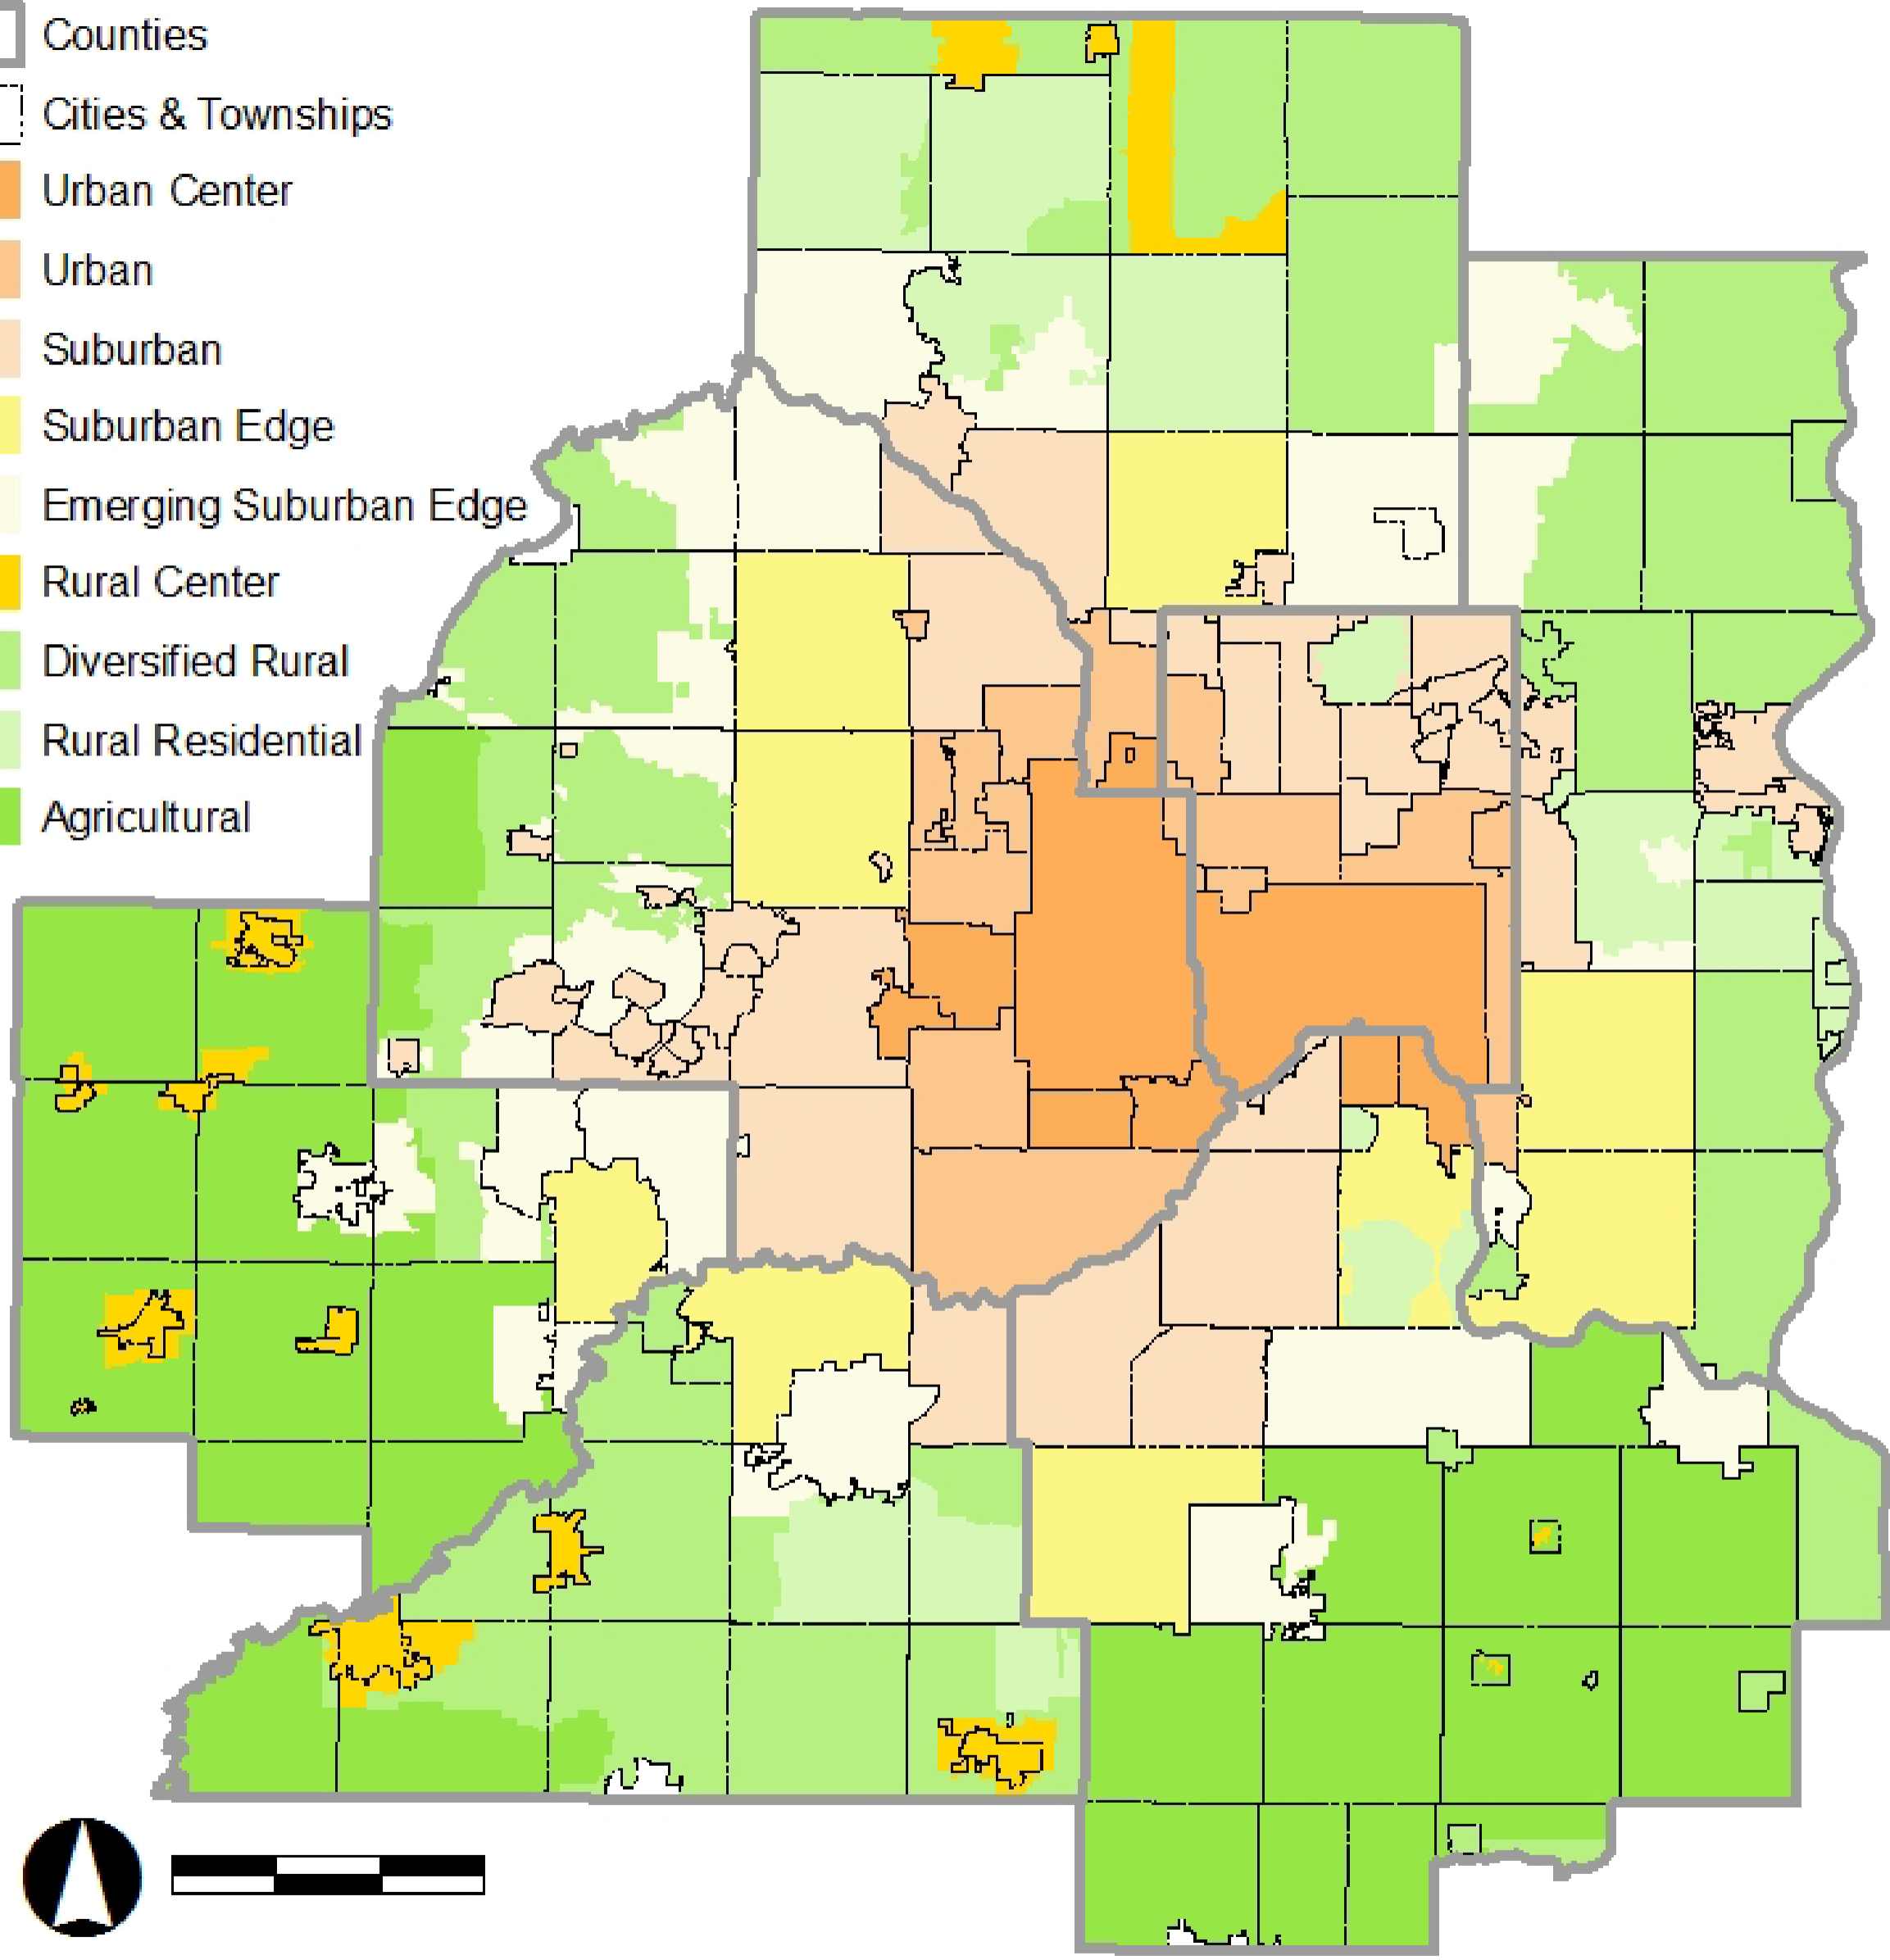 Counties
Cities & Townships
Urban Center
Urban
Suburban
Suburban Edge
Emerging Suburban Edge
Rural Center
Diversified Rural
Rural Residential
Agricultural